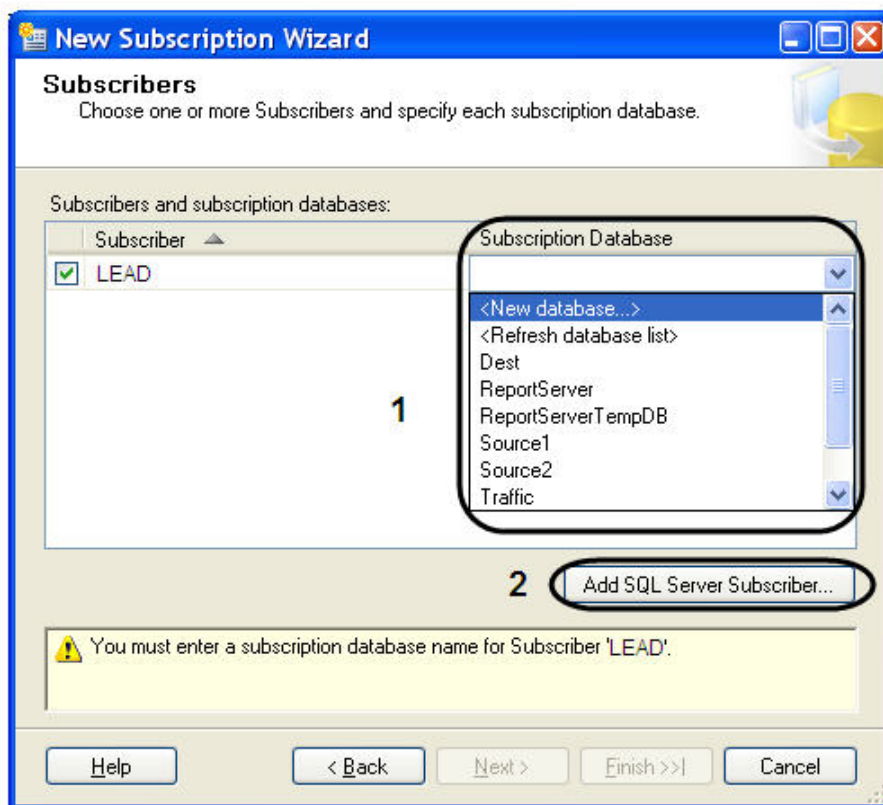 New Subscription Wizard
Subscribers
Choose one or more Subscribers and specify each subscription database.
Subscribers and subscription databases:
Subscriber Subscription Database
LEAD
<New database...>
<Refresh database list>
Dest
ReportServer
1
ReportServerTempDB
Source1
Source2
Traffic
2 Add SQL Server Subscriber...
You must enter a subscription database name for Subscriber 'LEAD'.
Help < Back Next > Finish >>| Cancel